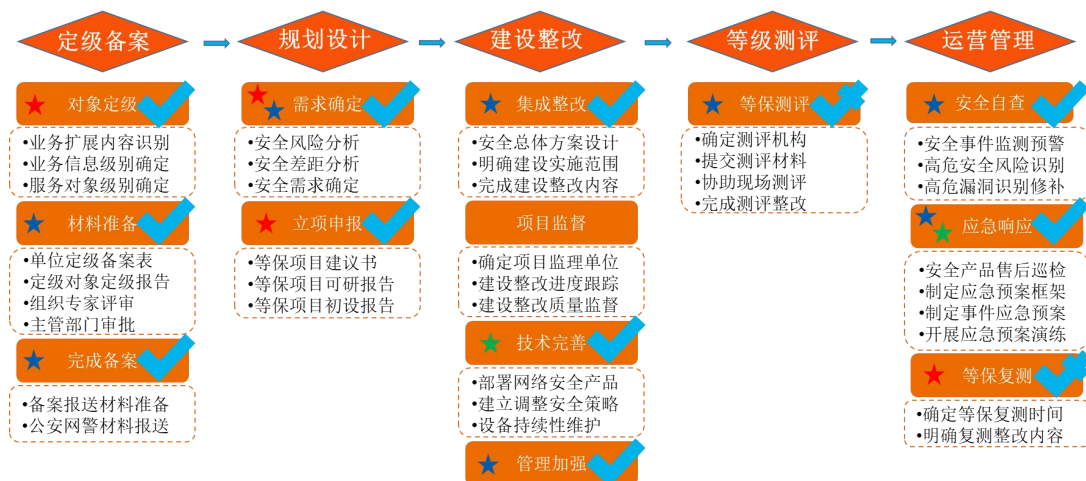 定级备案
规划设计
建设整改
等级测评
运营管理
对象定级
•业务扩展内容识别
•业务信息级别确定
•服务对象级别确定
材料准备
•单位定级备案表
•定级对象定级报告
•组织专家评审
•主管部门审批
完成备案
•备案报送材料准备
•公安网警材料报送
需求确定
•安全风险分析
•安全差距分析
•安全需求确定
立项申报
•等保项目建议书
•等保项目可研报告
•等保项目初设报告
集成整改
•安全总体方案设计
•明确建设实施范围
•完成建设整改内容
项目监督
•确定项目监理单位
•建设整改进度跟踪
•建设整改质量监督
技术完善
•部署网络安全产品
•建立调整安全策略
•设备持续性维护
管理加强
等保测评
•确定测评机构
•提交测评材料
•协助现场测评
•完成测评整改
安全自查
•安全事件监测预警
•高危安全风险识别
•高危漏洞识别修补
应急响应
•安全产品售后巡检
•制定应急预案框架
•制定事件应急预案
•开展应急预案演练
等保复测
•确定等保复测时间
•明确复测整改内容